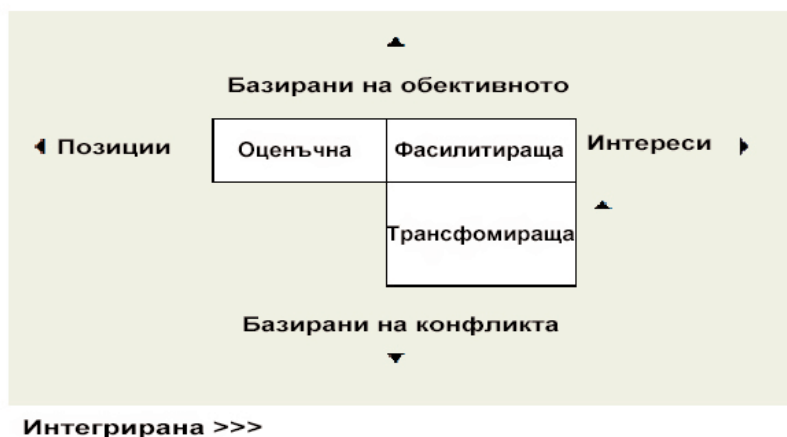 Базирани на обективното
Позиции
Оценъчна
Фасилитираща
Интереси
Трансфомираща
Базирани на конфликта
Интегрирана >>>